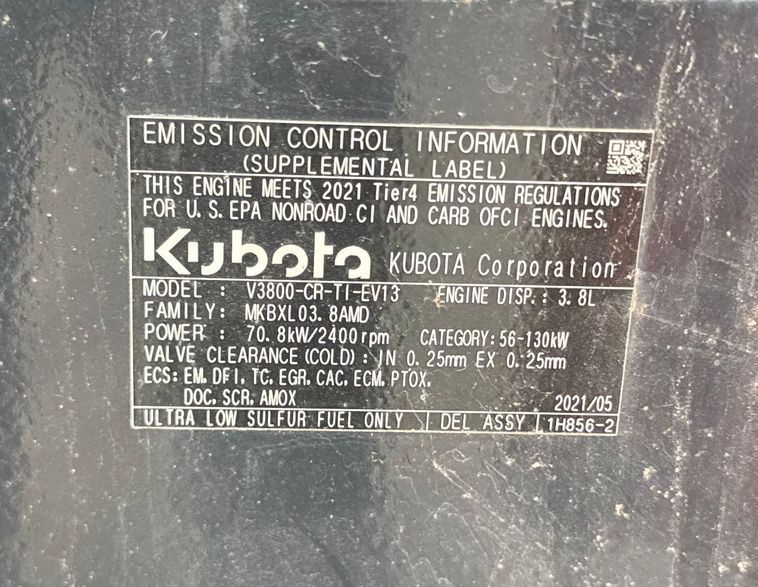 EMISSION CONTROL INFORMATION
(SUPPLEMENTAL LABEL)
THIS ENGINE MEETS 2021 Tier4 EMISSION REGULATIONS
FOR U.S.EPA NONROAD CI AND CARB OFCI ENGINES.
Kubota KUBOTA Corporation
MODEL : V3800-CR-TI-EV13 ENGINE DISP.: 3.8L
FAMILY: MKBXL03.8AMD
POWER : 70.8kW/2400rpm CATEGORY:56-130kW
VALVE CLEARANCE(COLD): IN 0.25mm EX 0.25mm
ECS: EM, DFI, TC, EGR, CAC, ECM, PTOX,
DOC, SCR, AMOX 2021/05
ULTRA LOW SULFUR FUEL ONLY DEL ASSY 1H856-2